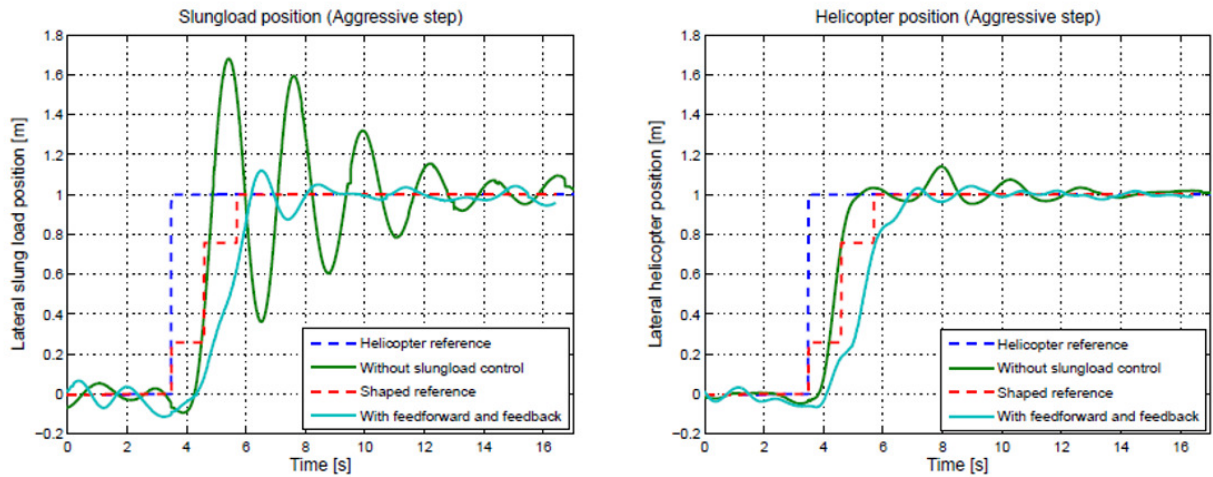 Slungload position (Aggressive step)
Lateral slung load position [m]
1.8
1.6
1.4
1.2
1
0.8
0.6
0.4
0.2
0
−0.2
0 2 4 6 8 10 12 14 16
Time [s]
Helicopter reference
Without slungload control
Shaped reference
With feedforward and feedback
Helicopter position (Aggressive step)
Lateral helicopter position [m]
1.8
1.6
1.4
1.2
1
0.8
0.6
0.4
0.2
0
−0.2
0 2 4 6 8 10 12 14 16
Time [s]
Helicopter reference
Without slungload control
Shaped reference
With feedforward and feedback